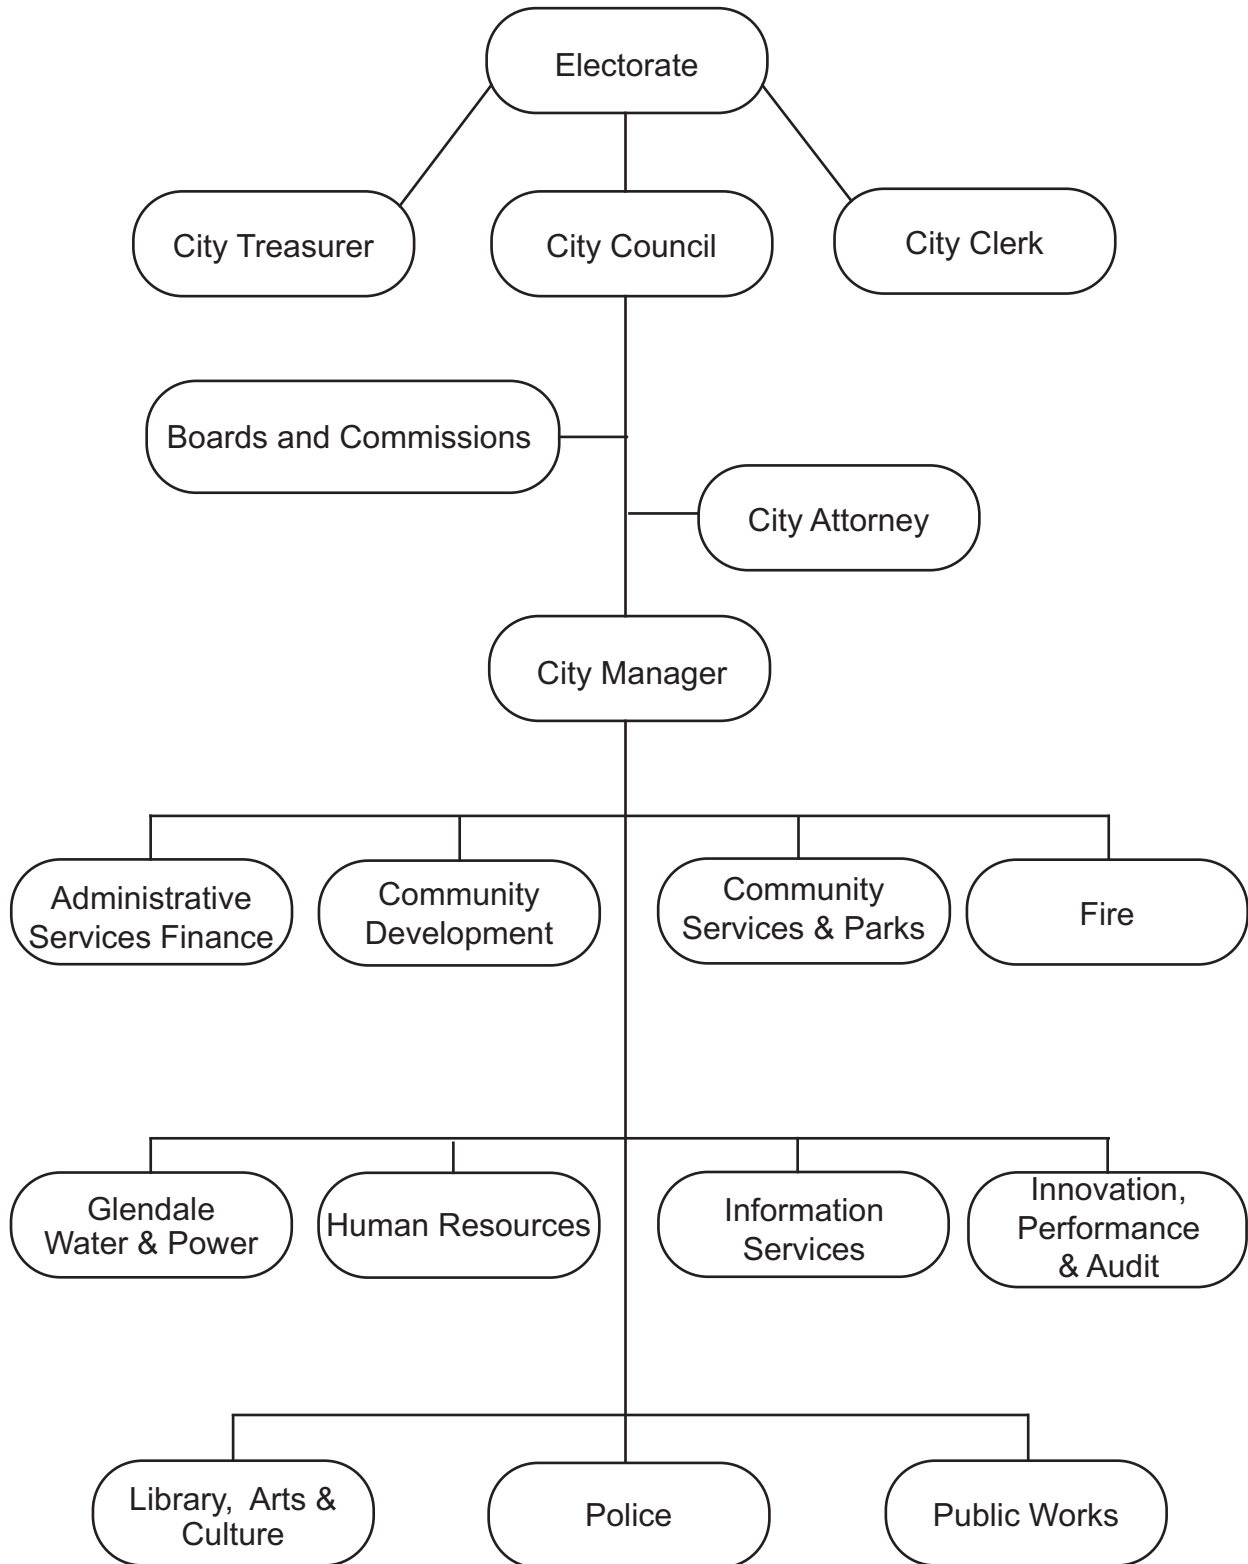 Electorate
City Treasurer
City Council
City Clerk
Boards and Commissions
City Attorney
City Manager
Administrative
Services Finance
Community
Development
Community
Services & Parks
Fire
Glendale
Water & Power
Human Resources
Information
Services
Innovation,
Performance
& Audit
Library, Arts &
Culture
Police
Public Works